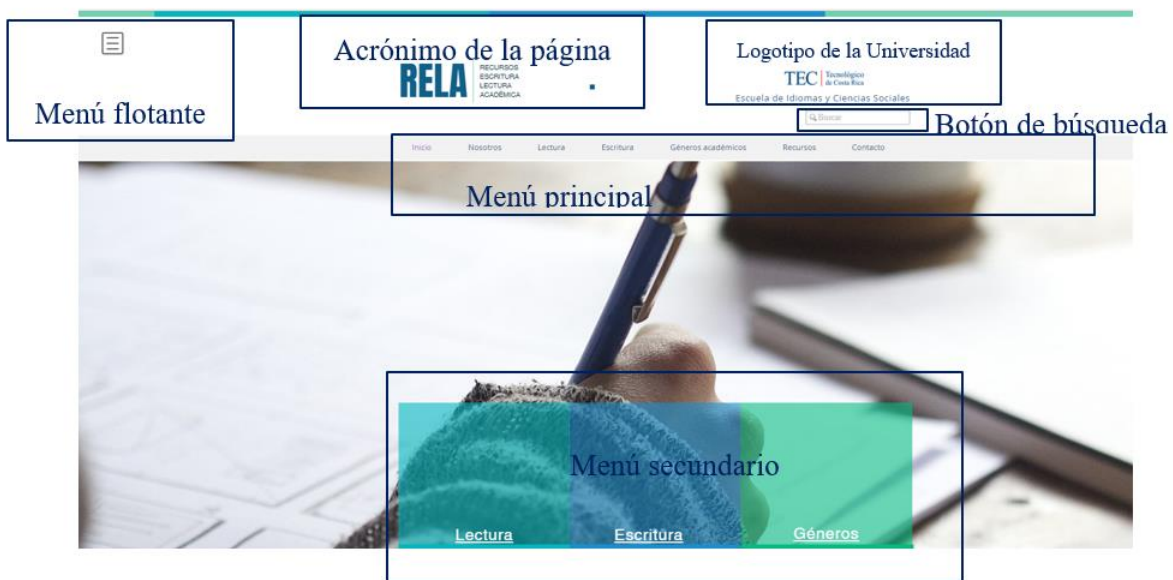 Menú flotante
Acrónimo de la página
RELA
RECURSOS
ESCRITURA
LECTURA
ACADÉMICA
Logotipo de la Universidad
TEC | Tecnológico
de Costa Rica
Escuela de Idiomas y Ciencias Sociales
Buscar
Botón de búsqueda
Inicio Nosotros Lectura Escritura Géneros académicos Recursos Contacto
Menú principal
Menú secundario
Lectura Escritura Géneros